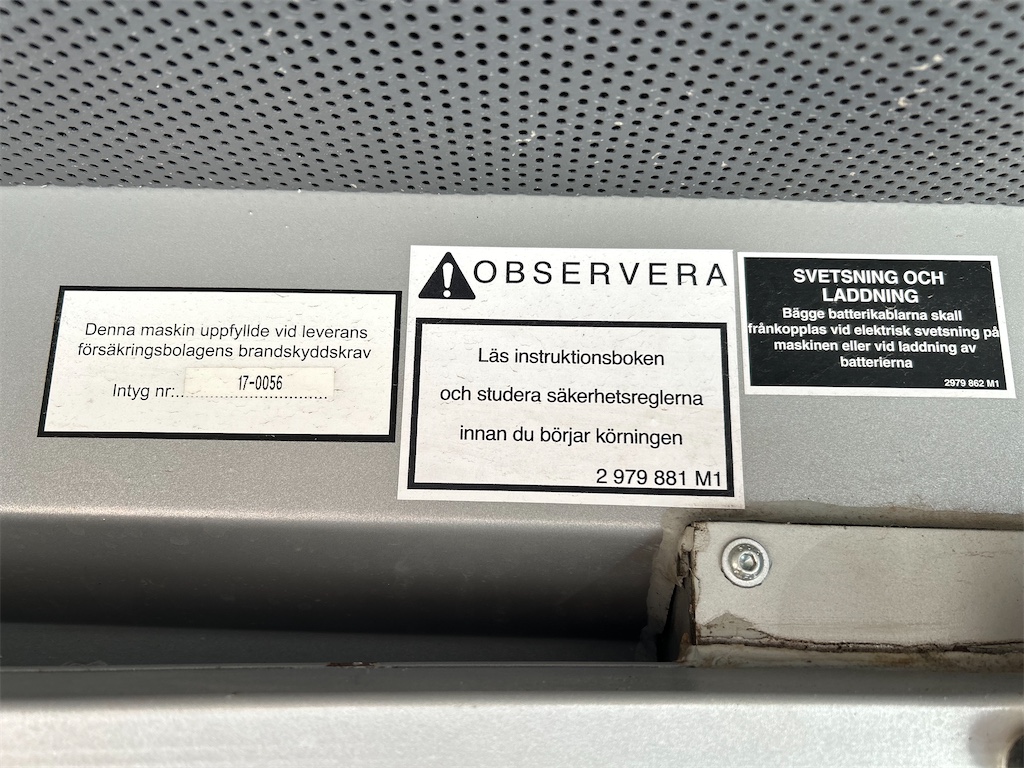 Denna maskin uppfyllde vid leverans
försäkringsbolagens brandskyddskrav
Intyg nr:..17-0056
OBSERVERA
Läs instruktionsboken
och studera säkerhetsreglerna
innan du börjar körningen
2 979 881 M1
SVETSNING OCH
LADDNING
Bägge batterikablarna skall
frånkopplas vid elektrisk svetsning på
maskinen eller vid laddning av
batterierna
2979 862 M1